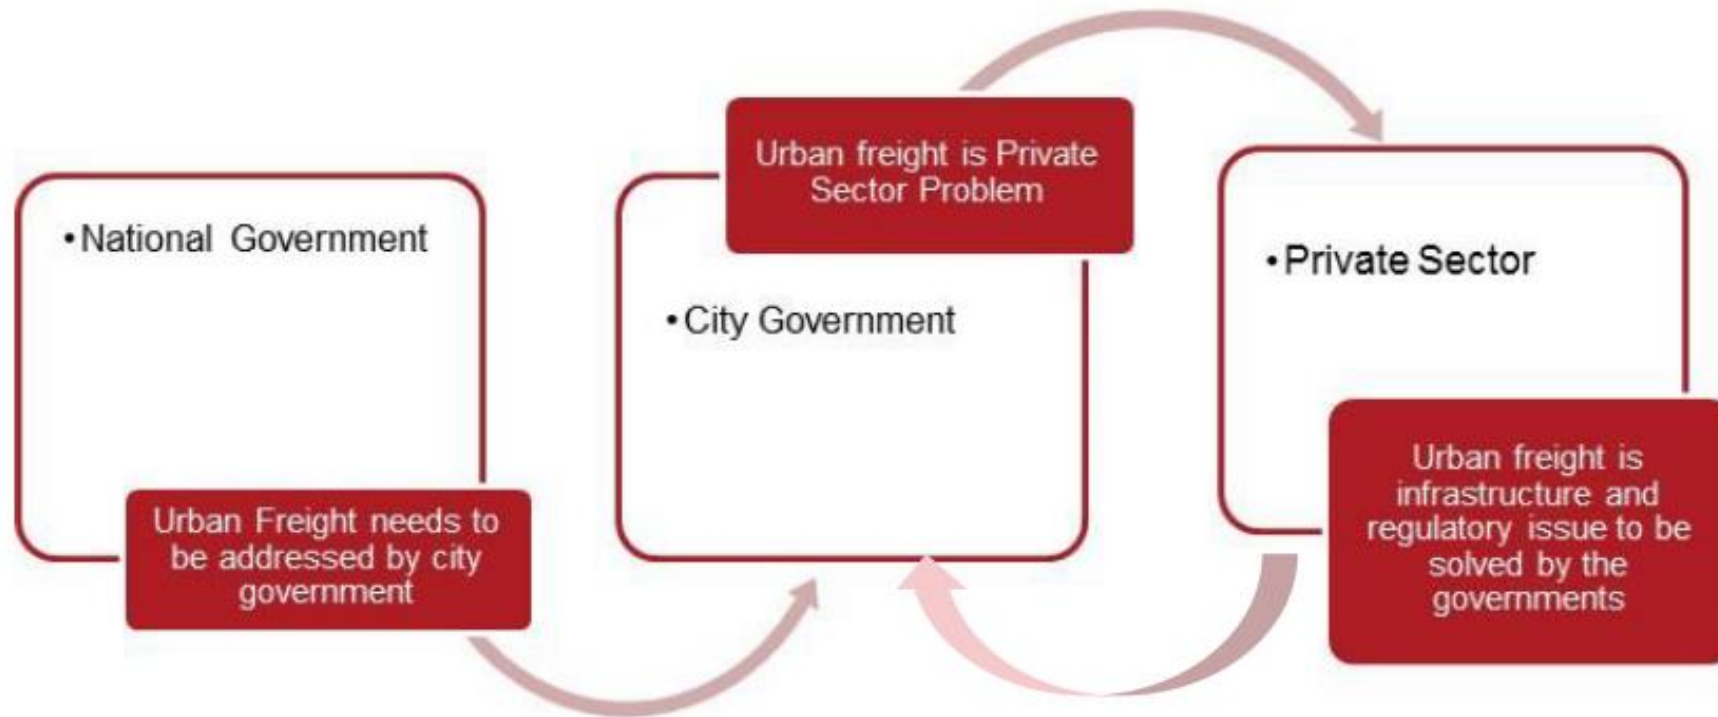 •National Government
Urban Freight needs to
be addressed by city
government
Urban freight is Private
Sector Problem
•City Government
•Private Sector
Urban freight is
infrastructure and
regulatory issue to be
solved by the
governments